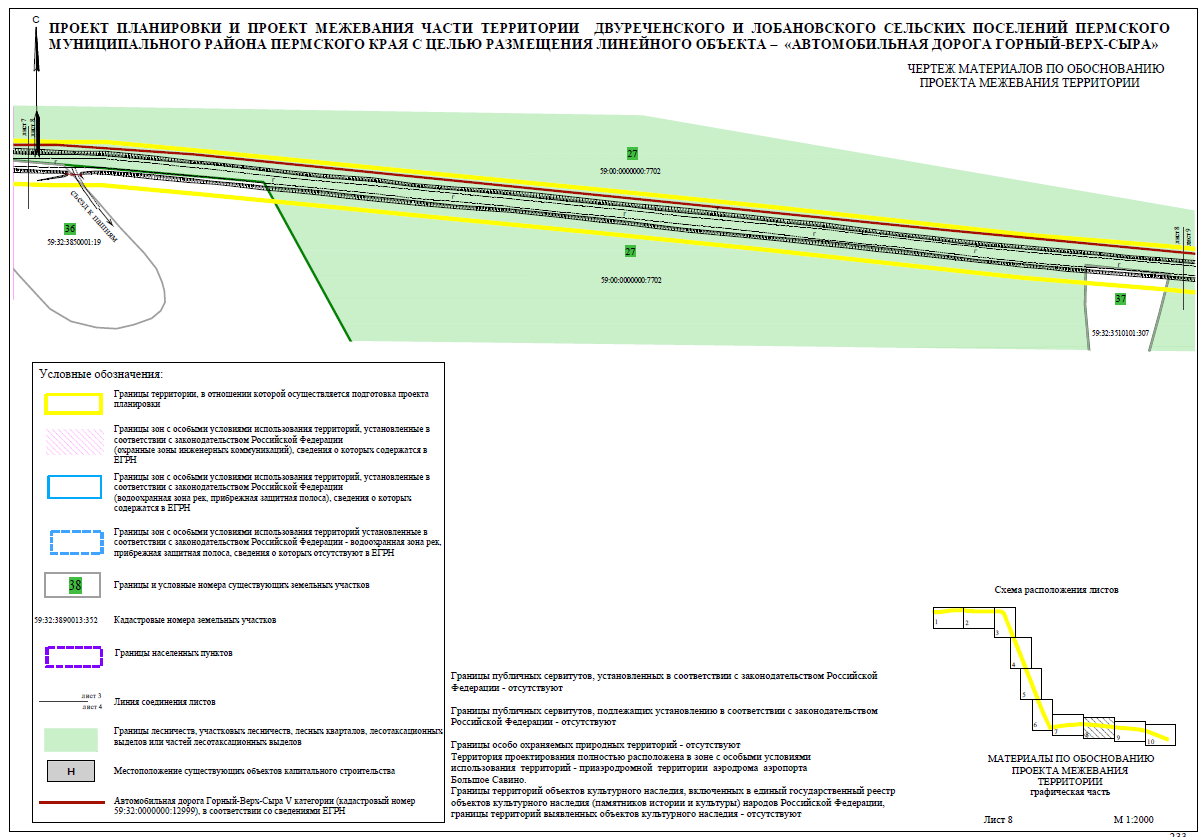 С
ПРОЕКТ ПЛАНИРОВКИ И ПРОЕКТ МЕЖЕВАНИЯ ЧАСТИ ТЕРРИТОРИИ ДВУРЕЧЕНСКОГО И ЛОБАНОВСКОГО СЕЛЬСКИХ ПОСЕЛЕНИЙ ПЕРМСКОГО
МУНИЦИПАЛЬНОГО РАЙОНА ПЕРМСКОГО КРАЯ С ЦЕЛЬЮ РАЗМЕЩЕНИЯ ЛИНЕЙНОГО ОБЪЕКТА – «АВТОМОБИЛЬНАЯ ДОРОГА ГОРНЫЙ-ВЕРХ-СЫРА»
ЧЕРТЕЖ МАТЕРИАЛОВ ПО ОБОСНОВАНИЮ
ПРОЕКТА МЕЖЕВАНИЯ ТЕРРИТОРИИ
лист 7
лист 8
27
59:00:0000000:7702
съезд к пашням
36
59:32:3850001:19
27
59:00:0000000:7702
лист 8
лист 9
37
59:32:3510101:307
Условные обозначения:
Границы территории, в отношении которой осуществляется подготовка проекта
планировки
Границы зон с особыми условиями использования территорий, установленные в
соответствии с законодательством Российской Федерации
(охранные зоны инженерных коммуникаций), сведения о которых содержатся в
ЕГРН
Границы зон с особыми условиями использования территорий, установленные в
соответствии с законодательством Российской Федерации
(водоохранная зона рек, прибрежная защитная полоса), сведения о которых
содержатся в ЕГРН
Границы зон с особыми условиями использования территорий установленные в
соответствии с законодательством Российской Федерации - водоохранная зона рек,
прибрежная защитная полоса, сведения о которых отсутствуют в ЕГРН
38
Границы и условные номера существующих земельных участков
59:32:3890013:352
Кадастровые номера земельных участков
Границы населенных пунктов
лист 3
лист 4
Линия соединения листов
Границы лесничеств, участковых лесничеств, лесных кварталов, лесотаксационных
выделов или частей лесотаксационных выделов
Н
Местоположение существующих объектов капитального строительства
Автомобильная дорога Горный-Верх-Сыра V категории (кадастровый номер
59:32:0000000:12999), в соответствии со сведениями ЕГРН
Границы публичных сервитутов, установленных в соответствии с законодательством Российской
Федерации - отсутствуют
Границы публичных сервитутов, подлежащих установлению в соответствии с законодательством
Российской Федерации - отсутствуют
Границы особо охраняемых природных территорий - отсутствуют
Территория проектирования полностью расположена в зоне с особыми условиями
использования территорий - приаэродромной территории аэродрома аэропорта
Большое Савино.
Границы территорий объектов культурного наследия, включенных в единый государственный реестр
объектов культурного наследия (памятников истории и культуры) народов Российской Федерации,
границы территорий выявленных объектов культурного наследия - отсутствуют
Схема расположения листов
1
2
3
4
5
6
7
8
9
10
МАТЕРИАЛЫ ПО ОБОСНОВАНИЮ
ПРОЕКТА МЕЖЕВАНИЯ
ТЕРРИТОРИИ
графическая часть
Лист 8
М 1:2000